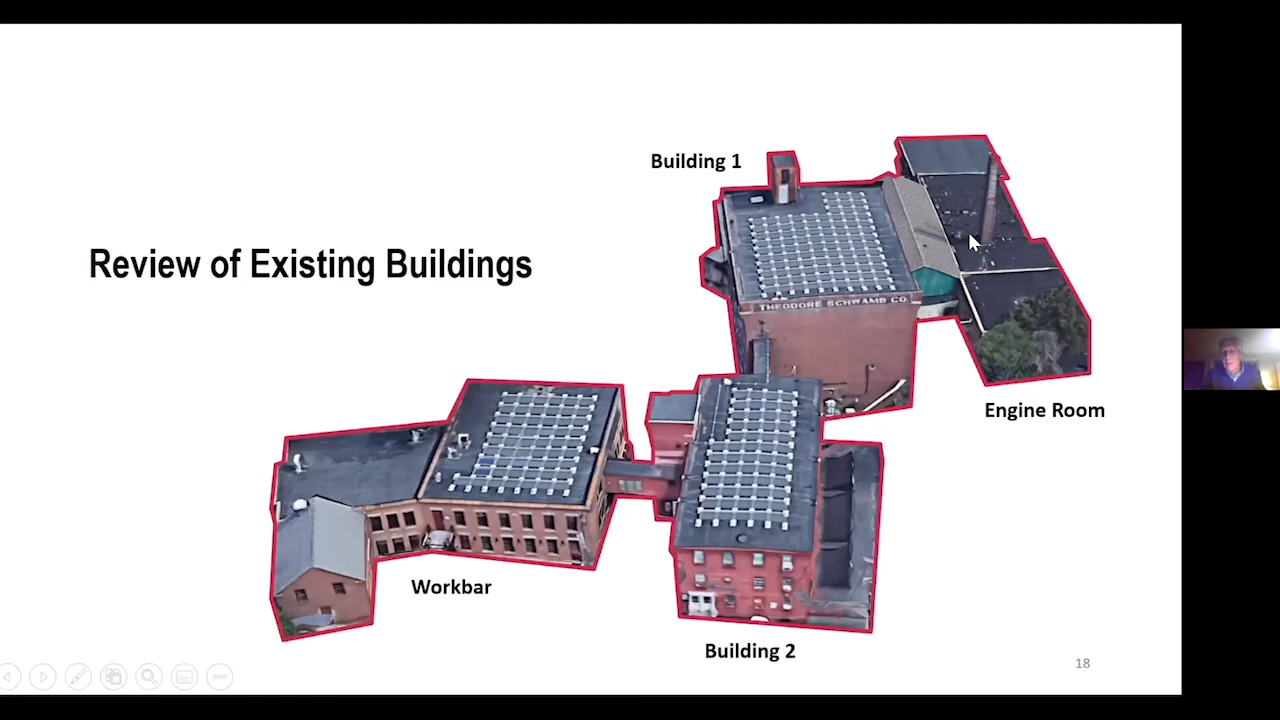 Building 1
THEODORE SCHWAMB CO.
Review of Existing Buildings
Engine Room
Workbar
Building 2
18